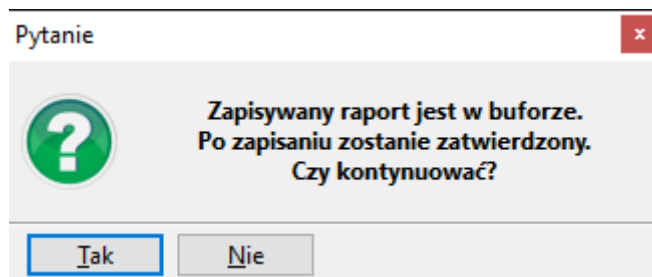 Pytanie
x
Zapisywany raport jest w buforze.
Po zapisaniu zostanie zatwierdzony.
Czy kontynuować?
Tak
Nie